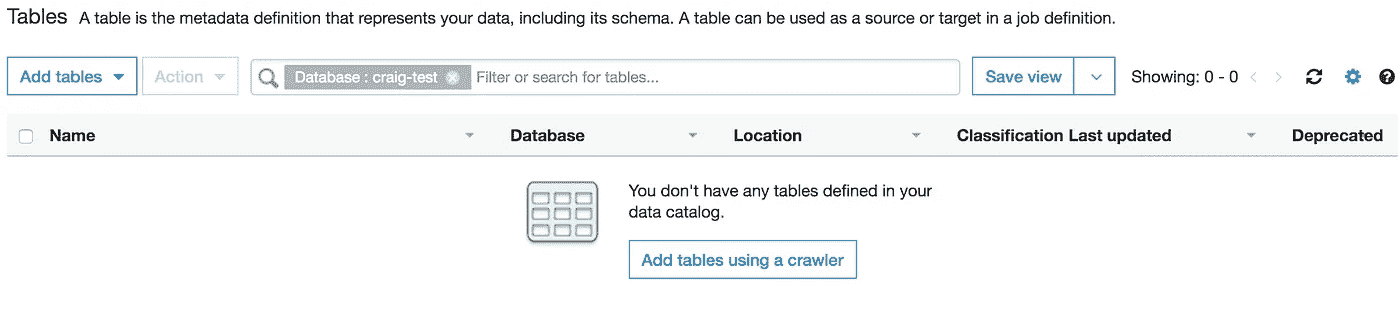 Tables A table is the metadata definition that represents your data, including its schema. A table can be used as a source or target in a job definition.
Add tables Action Database : craig-test Filter or search for tables... Save view Showing: 0 - 0
Name Database Location Classification Last updated Deprecated
You don't have any tables defined in your
data catalog.
Add tables using a crawler